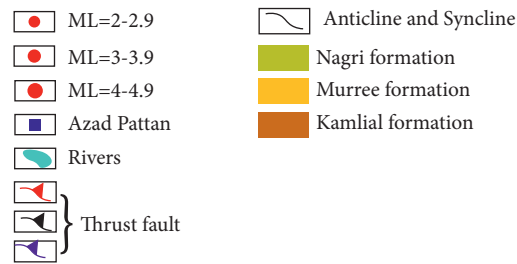 ML=2-2.9
ML=3-3.9
ML=4-4.9
Azad Pattan
Rivers
Thrust fault
Anticline and Syncline
Nagri formation
Murree formation
Kamlial formation